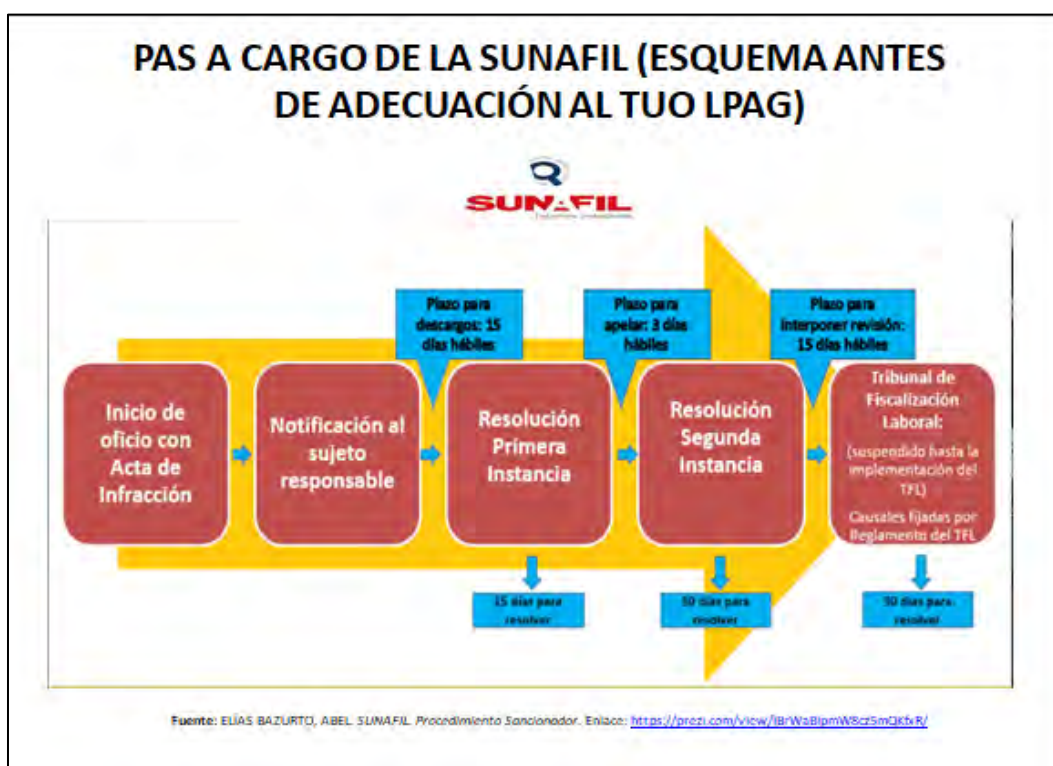 PAS A CARGO DE LA SUNAFIL (ESQUEMA ANTES
DE ADECUACIÓN AL TUO LPAG)
SUNAFIL
Plazo para
descargos: 15
días hábiles
Plazo para
apelar: 3 días
hábiles
Plazo para
interponer revisión:
15 días hábiles
Inicio de
oficio con
Acta de
Infracción
Notificación al
sujeto
responsable
Resolución
Primera
Instancia
Resolución
Segunda
Instancia
Tribunal de
Fiscalización
Laboral:
(suspendido hasta la
implementación del
TFL)
Causales fijadas por
Reglamento del TFL
15 días para
resolver
30 días para
resolver
30 días para
resolver
Fuente: ELÍAS BAZURTO, ABEL. SUNAFIL. Procedimiento Sancionador. Enlace: https://prezi.com/view/